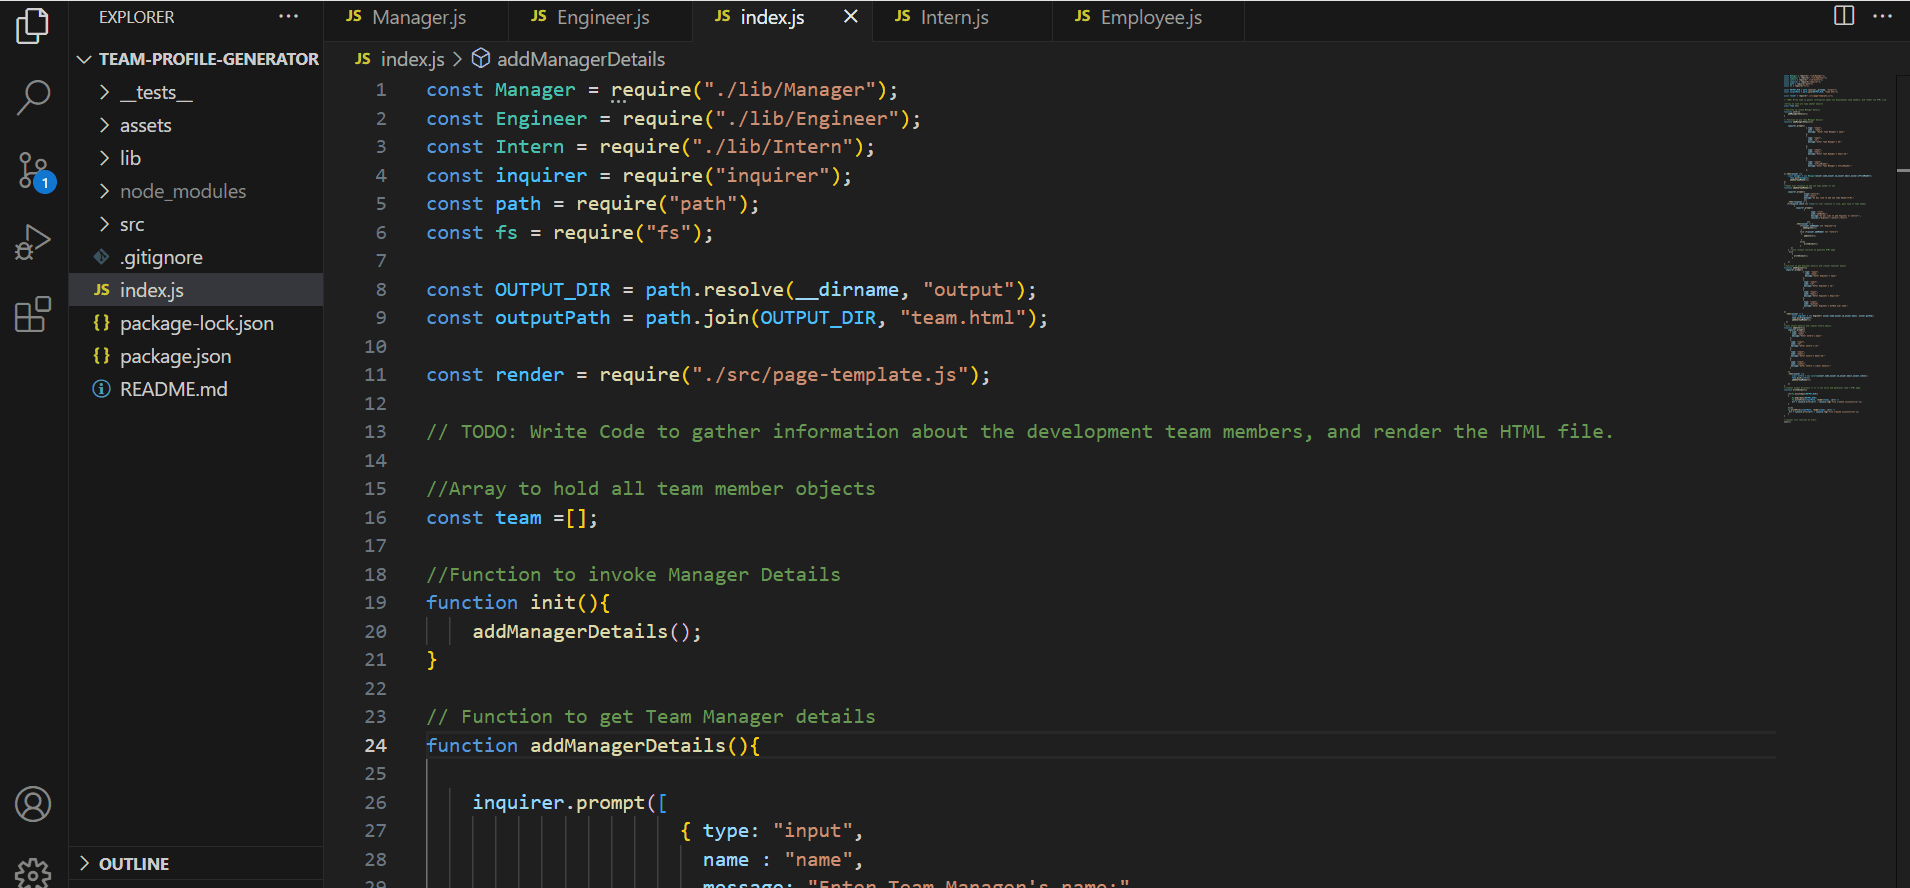 EXPLORER
TEAM-PROFILE-GENERATOR
__tests__
assets
lib
node_modules
src
.gitignore
JS index.js
{} package-lock.json
{} package.json
README.md
OUTLINE
1
JS Manager.js
JS Engineer.js
JS index.js
JS Intern.js
JS Employee.js
JS index.js > addManagerDetails
1 const Manager = require("./lib/Manager");
2 const Engineer = require("./lib/Engineer");
3 const Intern = require("./lib/Intern");
4 const inquirer = require("inquirer");
5 const path = require("path");
6 const fs = require("fs");
7
8 const OUTPUT_DIR = path.resolve(__dirname, "output");
9 const outputPath = path.join(OUTPUT_DIR, "team.html");
10
11 const render = require("./src/page-template.js");
12
13 // TODO: Write Code to gather information about the development team members, and render the HTML file.
14
15 //Array to hold all team member objects
16 const team =[];
17
18 //Function to invoke Manager Details
19 function init(){
20 addManagerDetails();
21 }
22
23 // Function to get Team Manager details
24 function addManagerDetails(){
25
26 inquirer.prompt([
27 { type: "input",
28 name : "name",
29 message: "Enter Team Manager's name:"